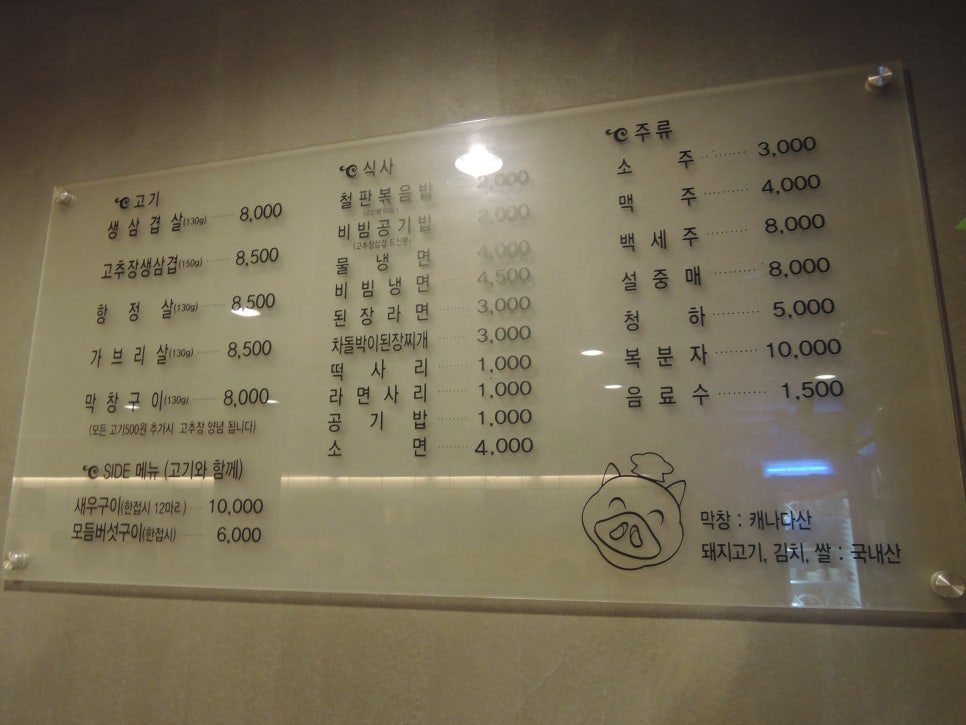 고기
생삼겹살(130g) ······ 8,000
고추장생삼겹(150g) ······ 8,500
항정살(130g) ······ 8,500
가브리살(130g) ······ 8,500
막창구이(130g) ······ 8,000
(모든 고기500원 추가시 고추장 양념 됩니다)
SIDE 메뉴 (고기와 함께)
새우구이(한접시 12마리) ····· 10,000
모듬버섯구이(한접시) ······ 6,000
식사
철판볶음밥 ······ 2,000
비빔공기밥 ······ 2,000
물냉면 ······ 4,000
비빔냉면 ······ 4,500
된장라면 ······ 3,000
차돌박이된장찌개 ······ 3,000
떡사리 ······ 1,000
라면사리 ······ 1,000
공기밥 ······ 1,000
소면 ······ 4,000
주류
소주 ········· 3,000
맥주 ········· 4,000
백세주 ········· 8,000
설중매 ········· 8,000
청하 ········· 5,000
복분자 ·········· 10,000
음료수 ·········· 1,500
막창 : 캐나다산
돼지고기, 김치, 쌀 : 국내산